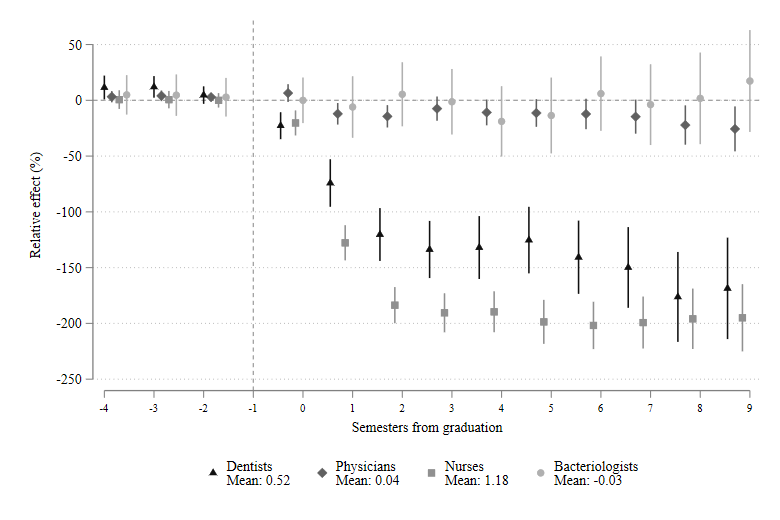 50
0
-50
-100
-150
-200
-250
Relative effect (%)
-4 -3 -2 -1 0 1 2 3 4 5 6 7 8 9
Semesters from graduation
Dentists Physicians Nurses Bacteriologists
Mean: 0.52 Mean: 0.04 Mean: 1.18 Mean: -0.03